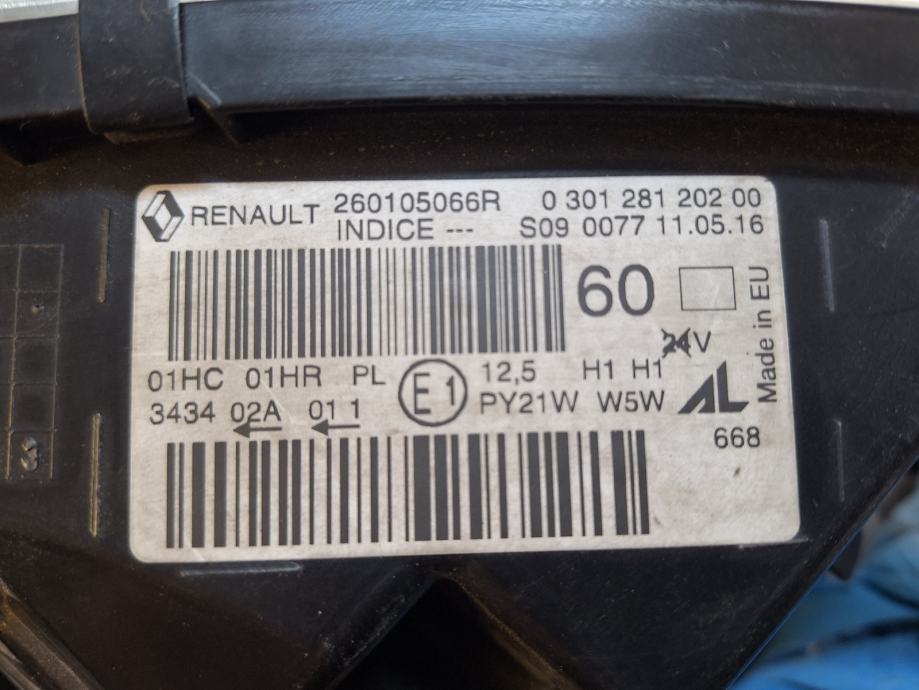 RENAULT 260105066R 0 301 281 202 00
INDICE --- S09 0077 11.05.16
60
Made in EU
24V
01HC 01HR PL E1 12,5 H1 H1
3434 02A 01 1 PY21W W5W AL
668